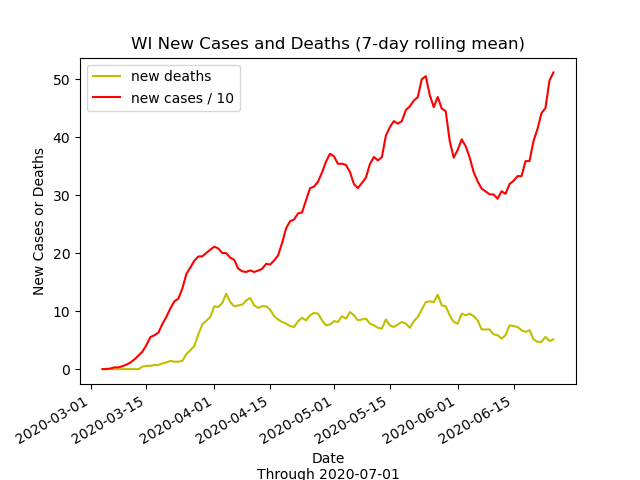 WI New Cases and Deaths (7-day rolling mean)
new deaths
new cases / 10
New Cases or Deaths
50
40
30
20
10
0
2020-03-01
2020-03-15
2020-04-01
2020-04-15
2020-05-01
2020-05-15
2020-06-01
2020-06-15
Date
Through 2020-07-01